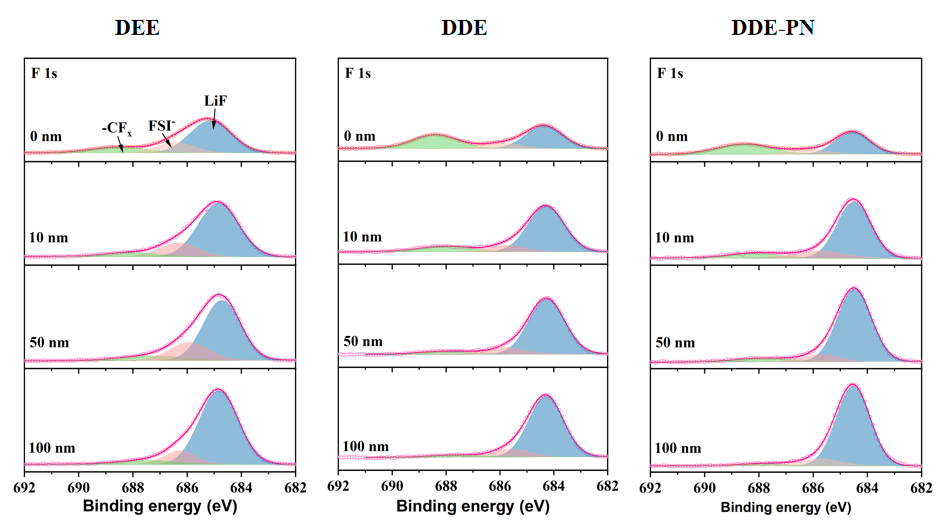 DEE DDE DDE-PN
F 1s F 1s F 1s
LiF
-CFₓ FSI⁻
0 nm 0 nm 0 nm
10 nm 10 nm 10 nm
50 nm 50 nm 50 nm
100 nm 100 nm 100 nm
692 690 688 686 684 682 692 690 688 686 684 682 692 690 688 686 684 682
Binding energy (eV) Binding energy (eV) Binding energy (eV)